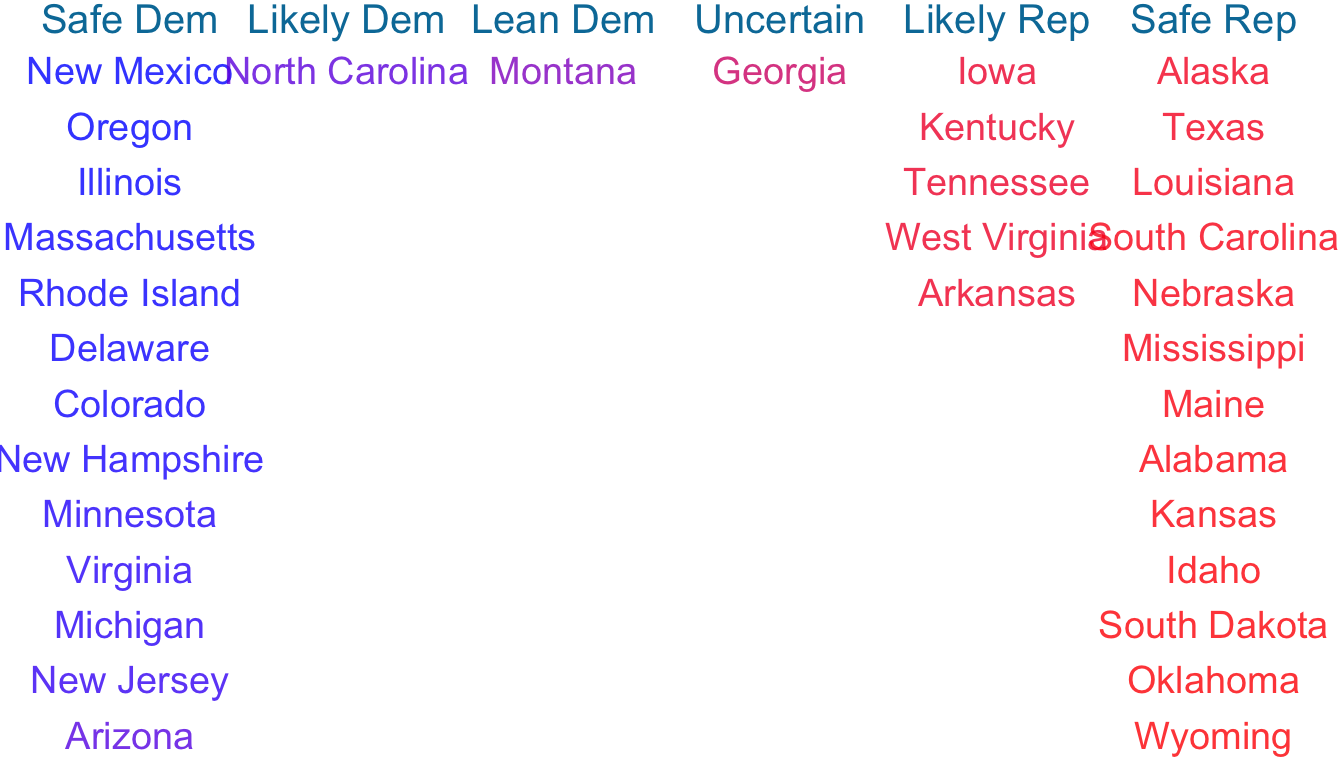 Safe Dem Likely Dem Lean Dem Uncertain Likely Rep Safe Rep
New Mexico North Carolina Montana Georgia Iowa Alaska
Oregon Kentucky Texas
Illinois Tennessee Louisiana
Massachusetts West Virginia South Carolina
Rhode Island Arkansas Nebraska
Delaware Mississippi
Colorado Maine
New Hampshire Alabama
Minnesota Kansas
Virginia Idaho
Michigan South Dakota
New Jersey Oklahoma
Arizona Wyoming